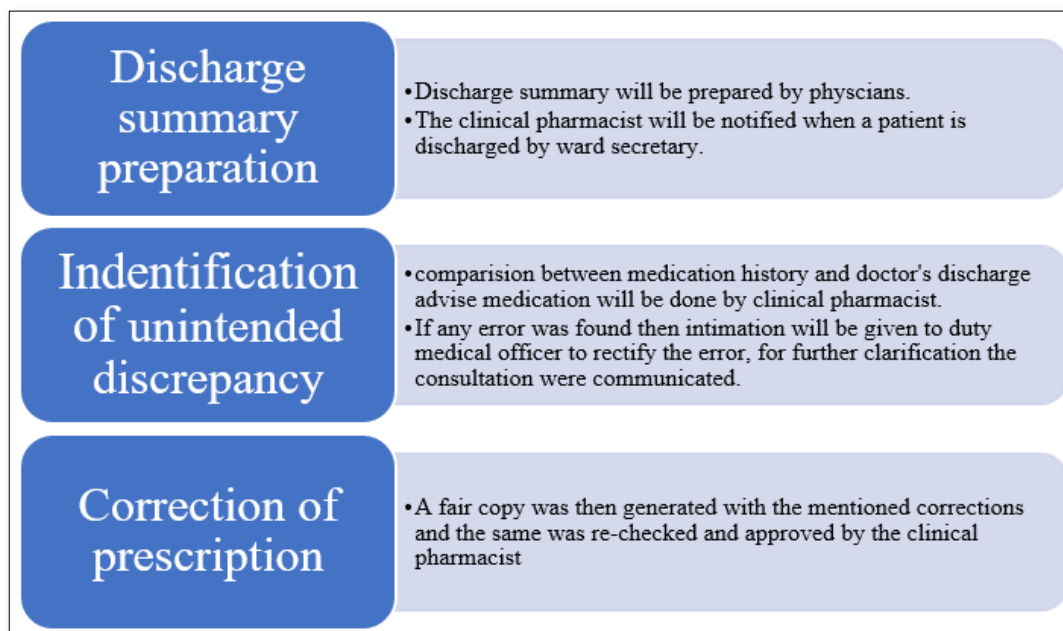 Discharge
summary
preparation
•Discharge summary will be prepared by physcians.
•The clinical pharmacist will be notified when a patient is
discharged by ward secretary.
Indentification
of unintended
discrepancy
•comparision between medication history and doctor's discharge
advise medication will be done by clinical pharmacist.
•If any error was found then intimation will be given to duty
medical officer to rectify the error, for further clarification the
consultation were communicated.
Correction of
prescription
•A fair copy was then generated with the mentioned corrections
and the same was re-checked and approved by the clinical
pharmacist